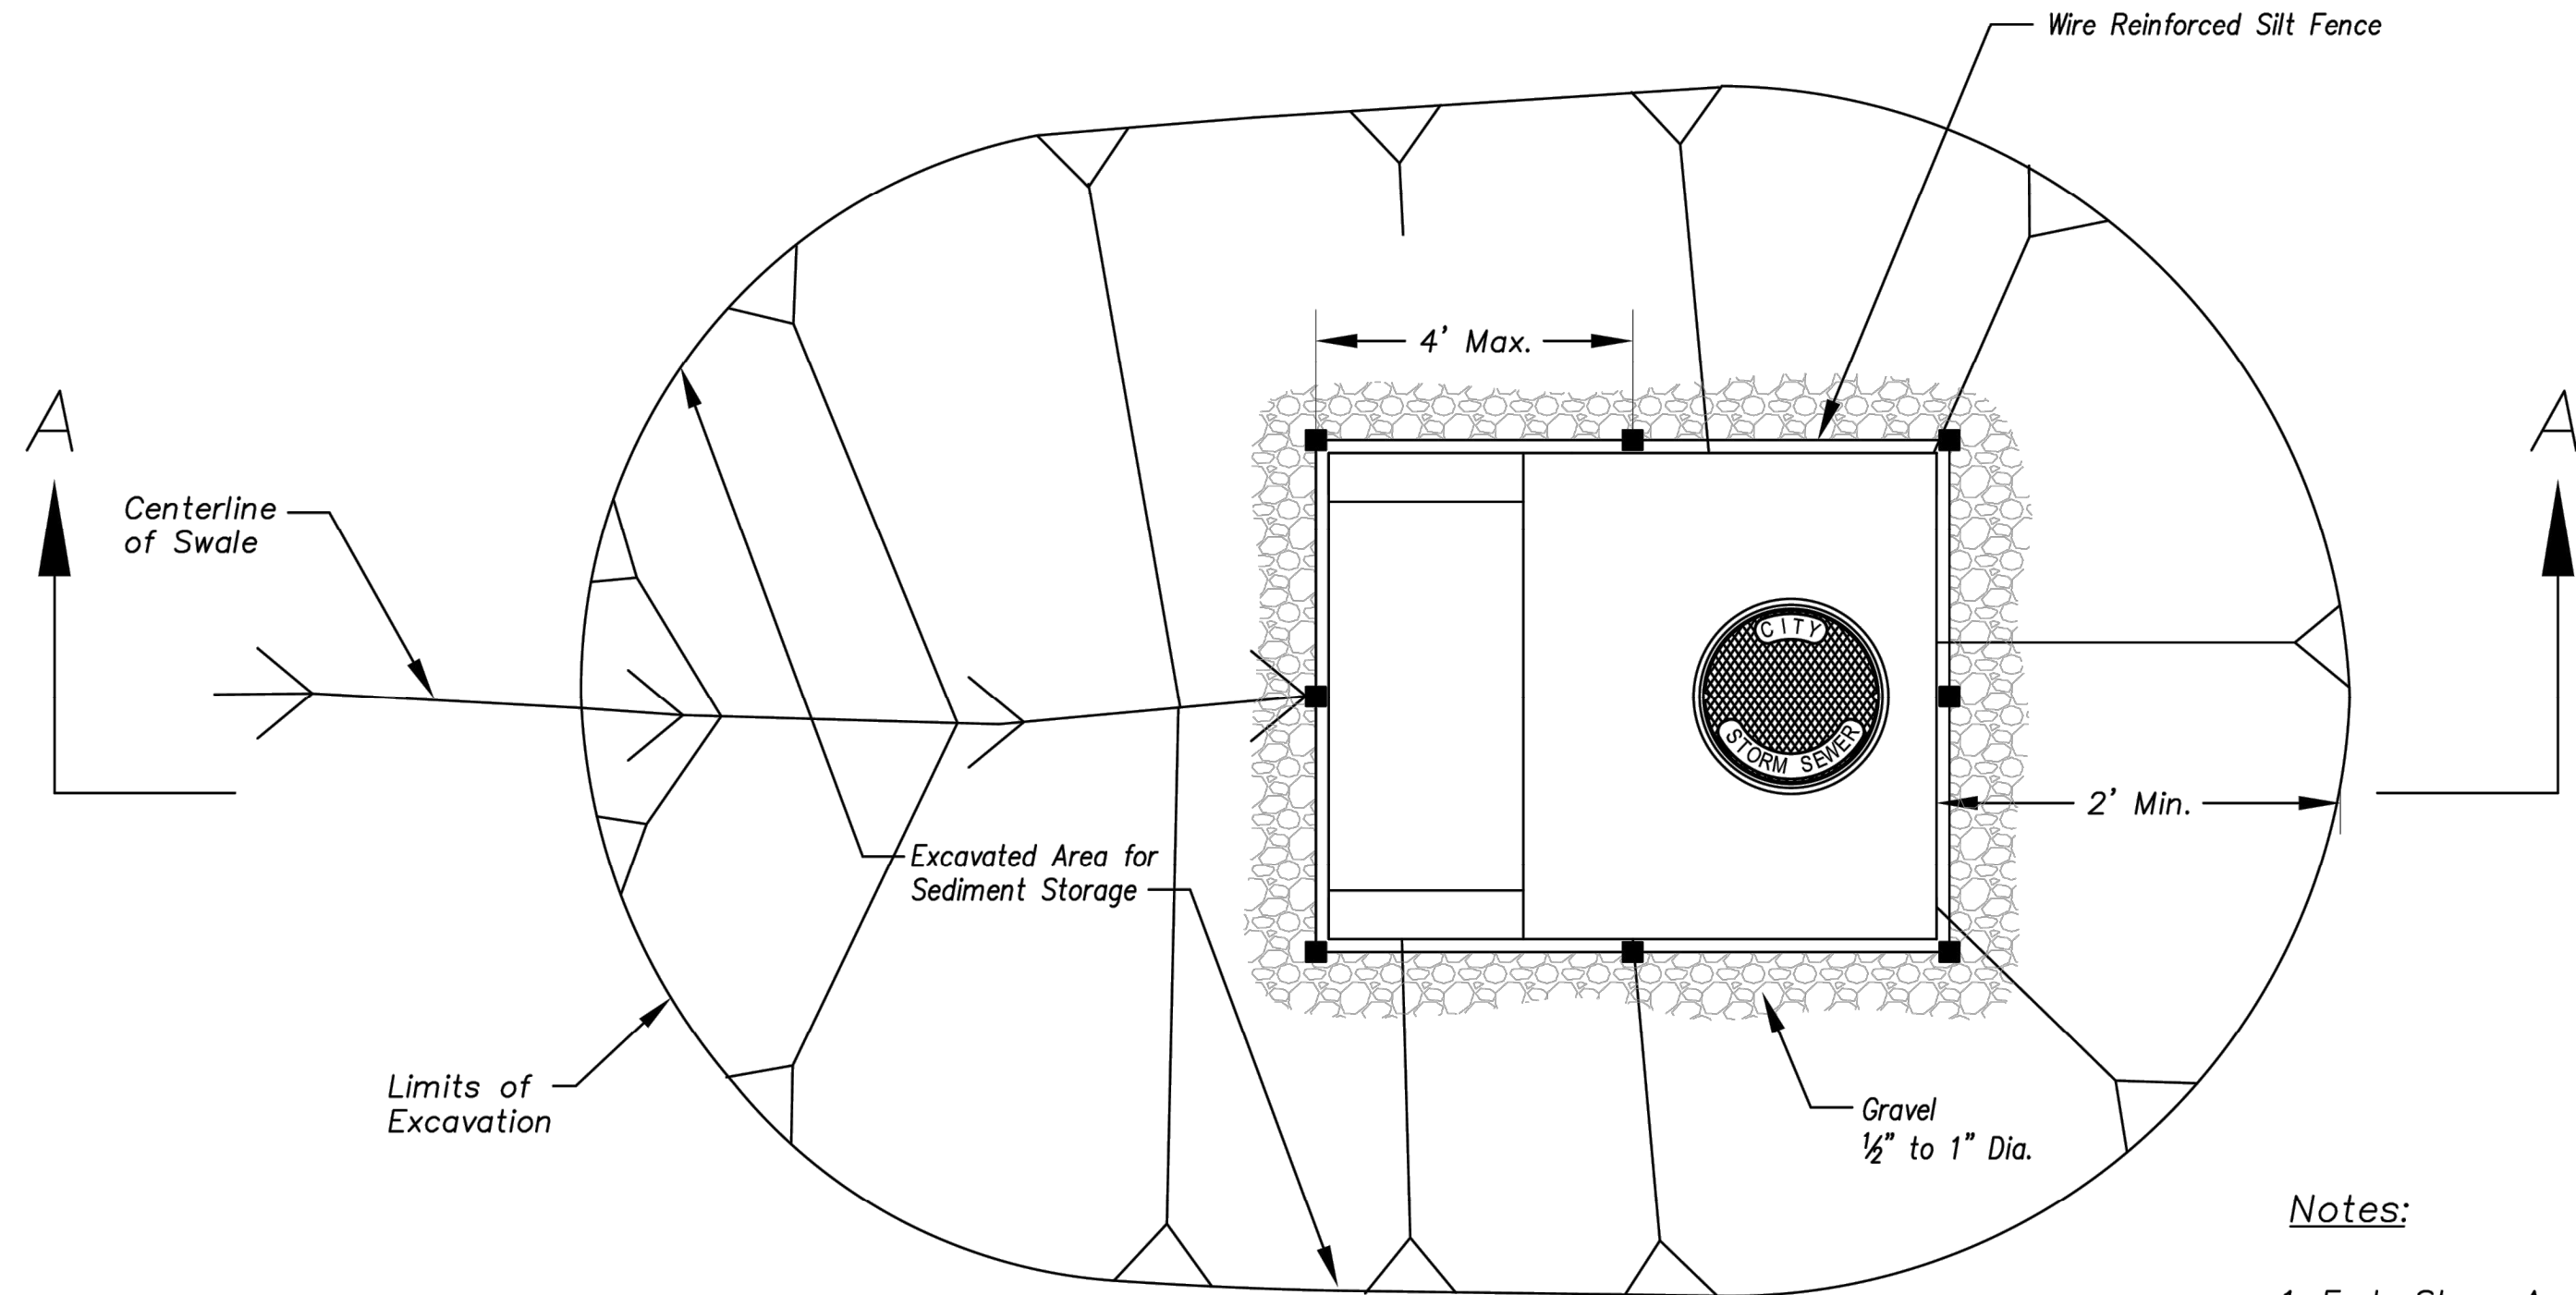 Wire Reinforced Silt Fence
4' Max.
A
A
Centerline
of Swale
CITY
STORM SEWER
2' Min.
Excavated Area for
Sediment Storage
Limits of
Excavation
Gravel
½" to 1" Dia.
Notes: